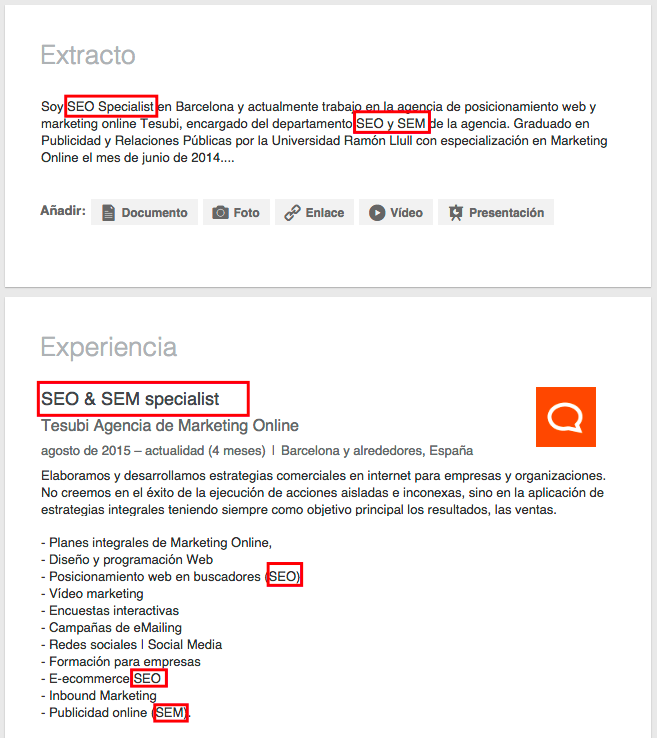 Extracto
Soy SEO Specialist en Barcelona y actualmente trabajo en la agencia de posicionamiento web y
marketing online Tesubi, encargado del departamento SEO y SEM de la agencia. Graduado en
Publicidad y Relaciones Públicas por la Universidad Ramón Llull con especialización en Marketing
Online el mes de junio de 2014....
Añadir: Documento Foto Enlace Vídeo Presentación
Experiencia
SEO & SEM specialist
Tesubi Agencia de Marketing Online
agosto de 2015 – actualidad (4 meses) | Barcelona y alrededores, España
Elaboramos y desarrollamos estrategias comerciales en internet para empresas y organizaciones.
No creemos en el éxito de la ejecución de acciones aisladas e inconexas, sino en la aplicación de
estrategias integrales teniendo siempre como objetivo principal los resultados, las ventas.
- Planes integrales de Marketing Online,
- Diseño y programación Web
- Posicionamiento web en buscadores (SEO)
- Vídeo marketing
- Encuestas interactivas
- Campañas de eMailing
- Redes sociales | Social Media
- Formación para empresas
- E-ecommerce SEO
- Inbound Marketing
- Publicidad online (SEM).